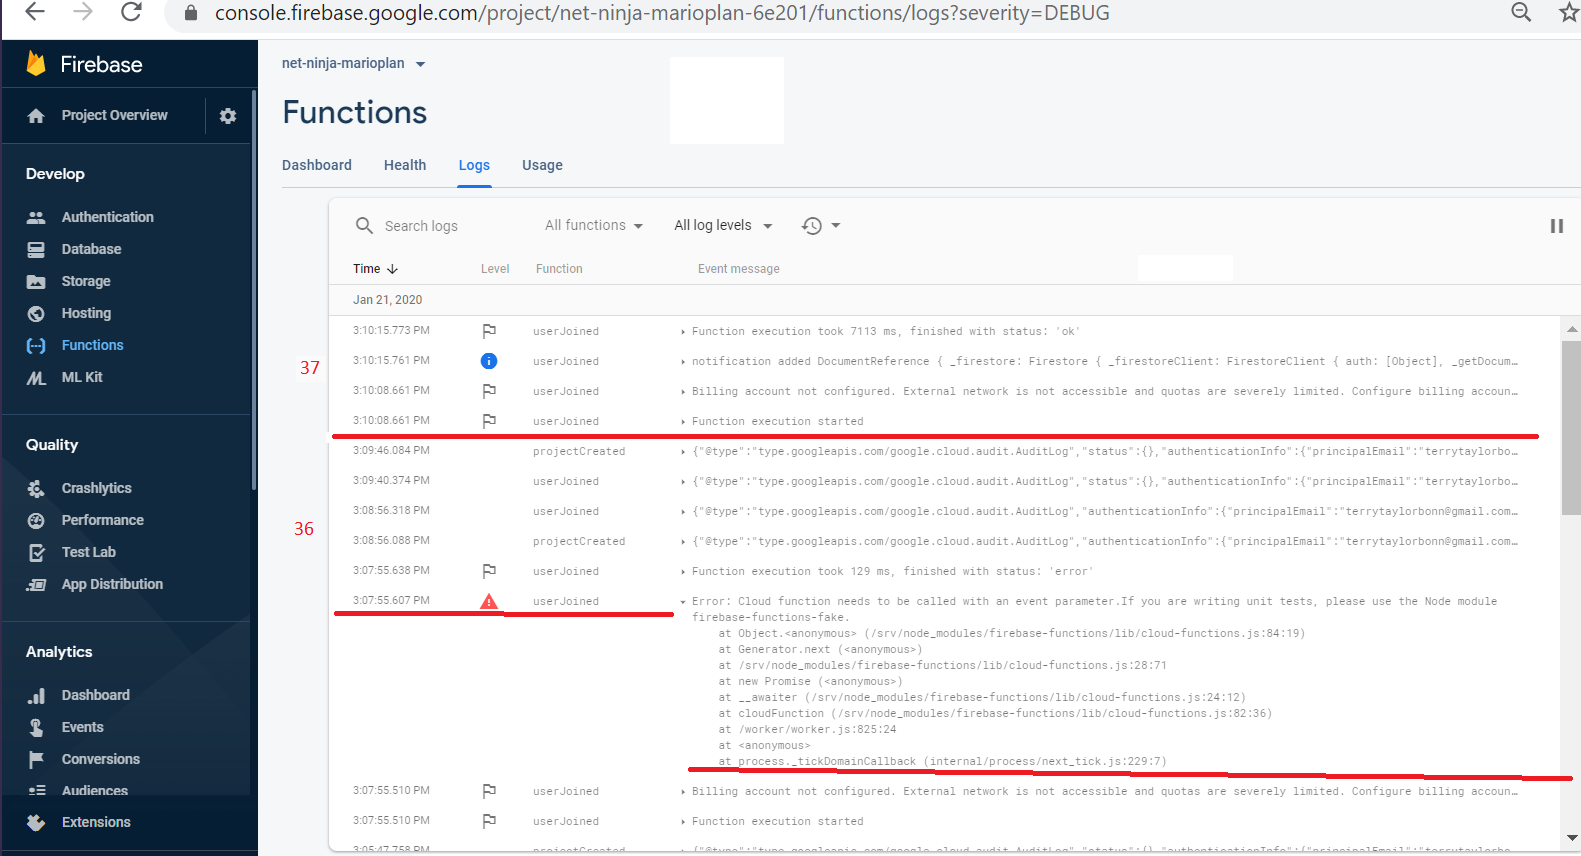 console.firebase.google.com/project/net-ninja-marioplan-6e201/functions/logs?severity=DEBUG
Firebase
Project Overview
Develop
Authentication
Database
Storage
Hosting
Functions
ML Kit
Quality
Crashlytics
Performance
Test Lab
App Distribution
Analytics
Dashboard
Events
Conversions
Audiences
Extensions
net-ninja-marioplan
Functions
Dashboard Health Logs Usage
Search logs All functions All log levels
Time Level Function Event message
Jan 21, 2020
3:10:15.773 PM userJoined Function execution took 7113 ms, finished with status: 'ok'
37
3:10:15.761 PM userJoined notification added DocumentReference { _firestore: Firestore { _firestoreClient: FirestoreClient { auth: [Object], _getDocum…
3:10:08.661 PM userJoined Billing account not configured. External network is not accessible and quotas are severely limited. Configure billing accoun…
3:10:08.661 PM userJoined Function execution started
3:09:46.084 PM projectCreated {"@type":"type.googleapis.com/google.cloud.audit.AuditLog","status":{},"authenticationInfo":{"principalEmail":"terrytaylorbo…
3:09:40.374 PM userJoined {"@type":"type.googleapis.com/google.cloud.audit.AuditLog","status":{},"authenticationInfo":{"principalEmail":"terrytaylorbo…
3:08:56.318 PM userJoined {"@type":"type.googleapis.com/google.cloud.audit.AuditLog","authenticationInfo":{"principalEmail":"terrytaylorbonn@gmail.com…
36
3:08:56.088 PM projectCreated {"@type":"type.googleapis.com/google.cloud.audit.AuditLog","authenticationInfo":{"principalEmail":"terrytaylorbonn@gmail.com…
3:07:55.638 PM userJoined Function execution took 129 ms, finished with status: 'error'
3:07:55.607 PM userJoined Error: Cloud function needs to be called with an event parameter.If you are writing unit tests, please use the Node module
firebase-functions-fake.
at Object.<anonymous> (/srv/node_modules/firebase-functions/lib/cloud-functions.js:84:19)
at Generator.next (<anonymous>)
at /srv/node_modules/firebase-functions/lib/cloud-functions.js:28:71
at new Promise (<anonymous>)
at __awaiter (/srv/node_modules/firebase-functions/lib/cloud-functions.js:24:12)
at cloudFunction (/srv/node_modules/firebase-functions/lib/cloud-functions.js:82:36)
at /worker/worker.js:825:24
at <anonymous>
at process._tickDomainCallback (internal/process/next_tick.js:229:7)
3:07:55.510 PM userJoined Billing account not configured. External network is not accessible and quotas are severely limited. Configure billing accoun…
3:07:55.510 PM userJoined Function execution started
3:05:47.758 PM projectCreated {"@type":"type.googleapis.com/google.cloud.audit.AuditLog","status":{},"authenticationInfo":{"principalEmail":"terrytaylorbo…